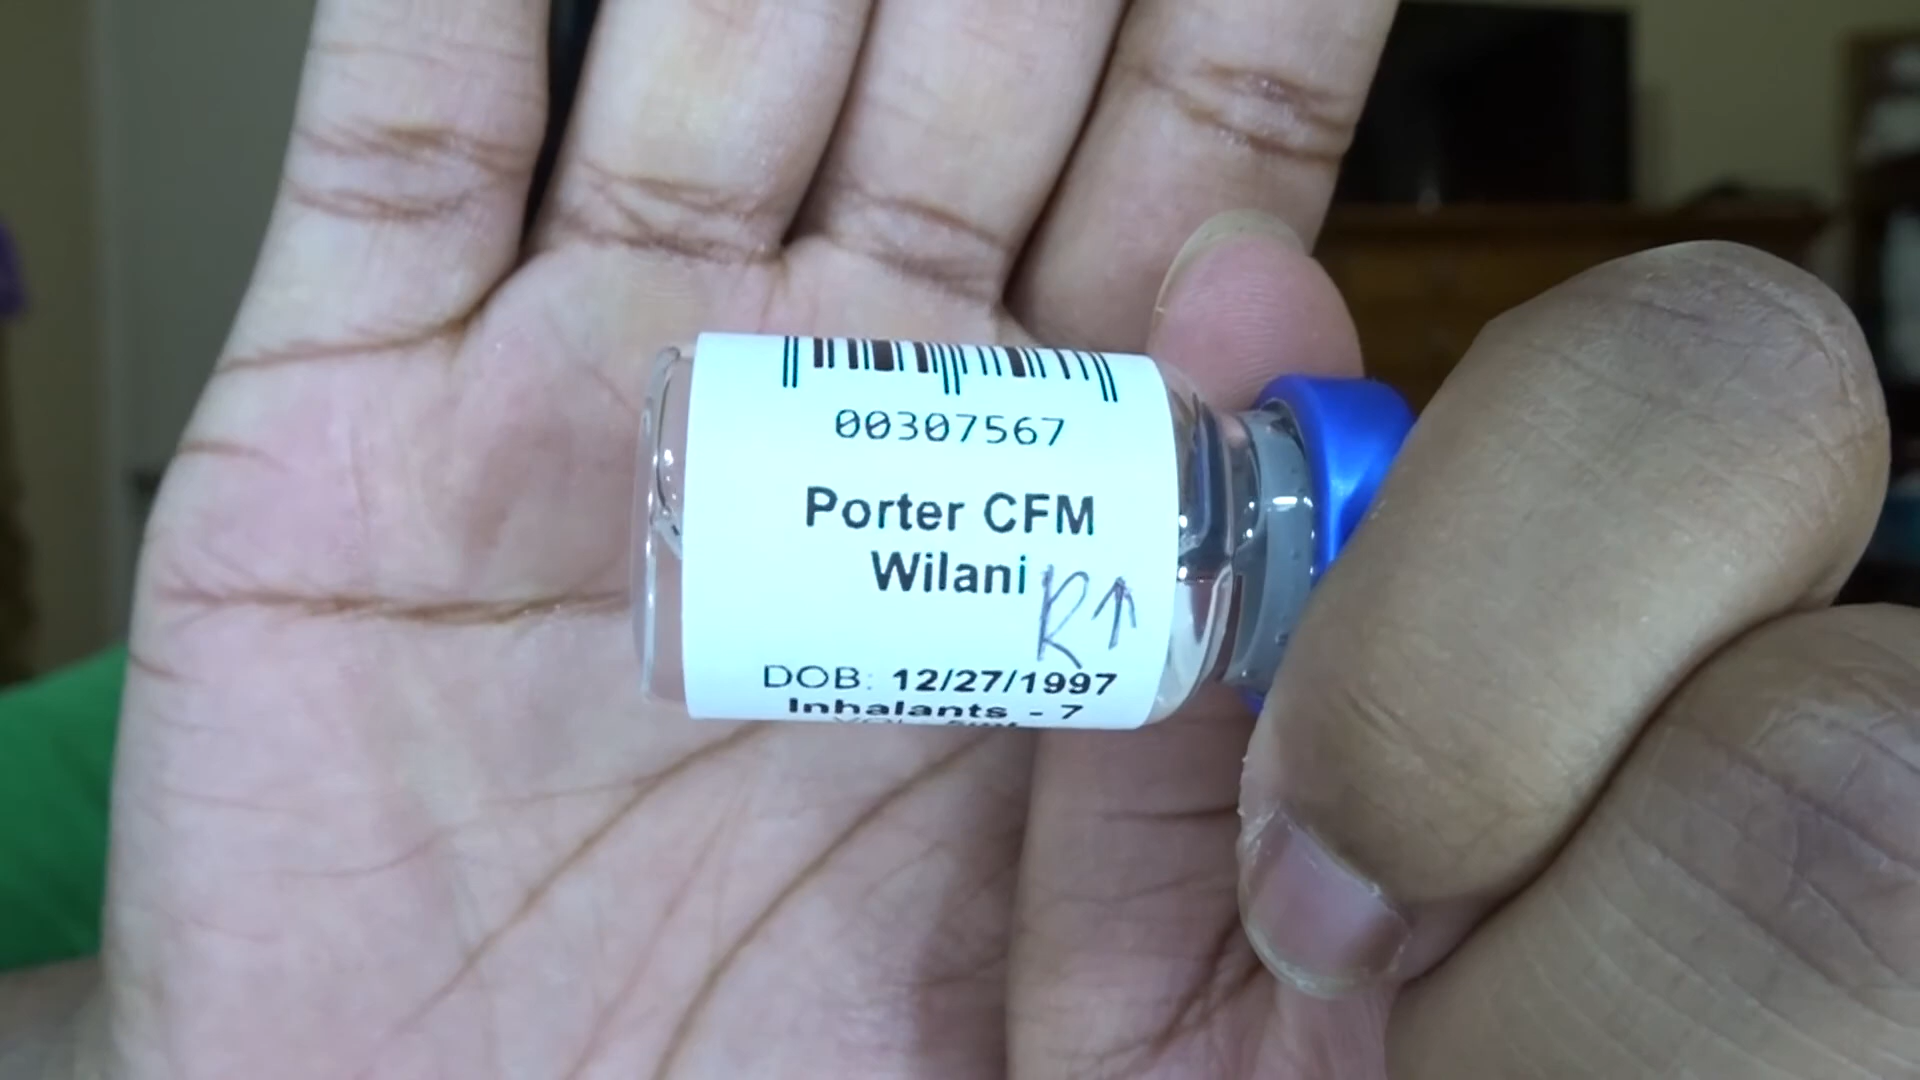 00307567
Porter CFM
Wilani
R↑
DOB: 12/27/1997
Inhalants - 7